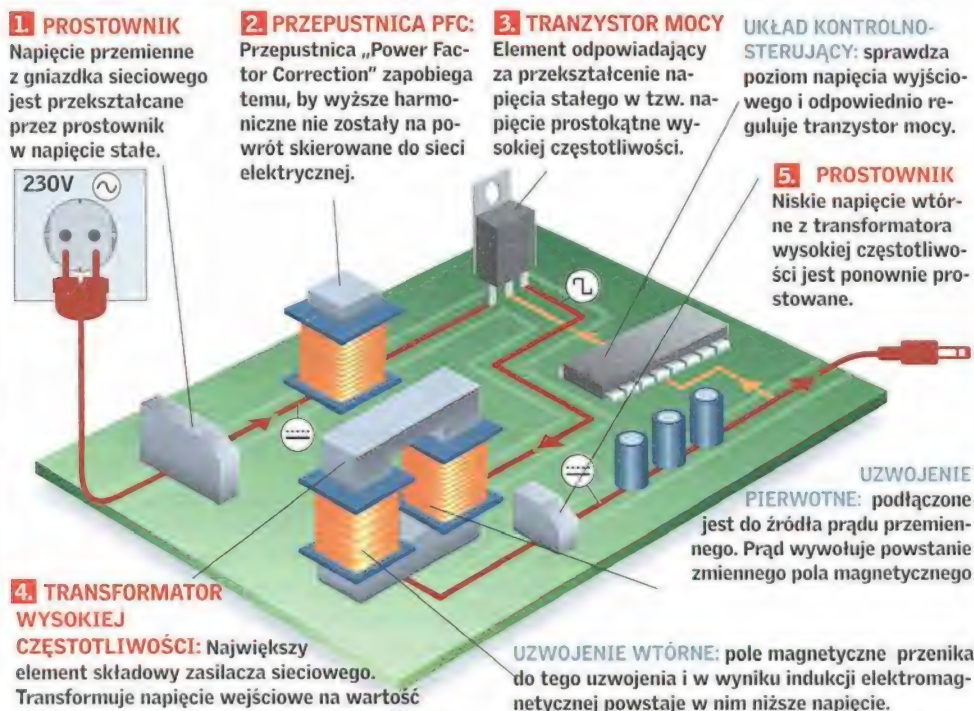 1. PROSTOWNIK
Napięcie przemienne
z gniazdka sieciowego
jest przekształcane
przez prostownik
w napięcie stałe.
230V
2. PRZEPUSTNICA PFC:
Przepustnica „Power Fac-
tor Correction” zapobiega
temu, by wyższe harmo-
niczne nie zostały na po-
wrót skierowane do sieci
elektrycznej.
3. TRANZYSTOR MOCY
Element odpowiadający
za przekształcenie na-
pięcia stałego w tzw. na-
pięcie prostokątne wy-
sokiej częstotliwości.
UKŁAD KONTROLNO-
STERUJĄCY: sprawdza
poziom napięcia wyjścio-
wego i odpowiednio re-
guluje tranzystor mocy.
5. PROSTOWNIK
Niskie napięcie wtór-
ne z transformatora
wysokiej częstotliwo-
ści jest ponownie pro-
stowane.
UZWOJENIE
PIERWOTNE: podłączone
jest do źródła prądu przemien-
nego. Prąd wywołuje powstanie
zmiennego pola magnetycznego
4. TRANSFORMATOR
WYSOKIEJ
CZĘSTOTLIWOŚCI: Największy
element składowy zasilacza sieciowego.
Transformuje napięcie wejściowe na wartość
UZWOJENIE WTÓRNE: pole magnetyczne przenika
do tego uzwojenia i w wyniku indukcji elektromag-
netycznej powstaje w nim niższe napięcie.